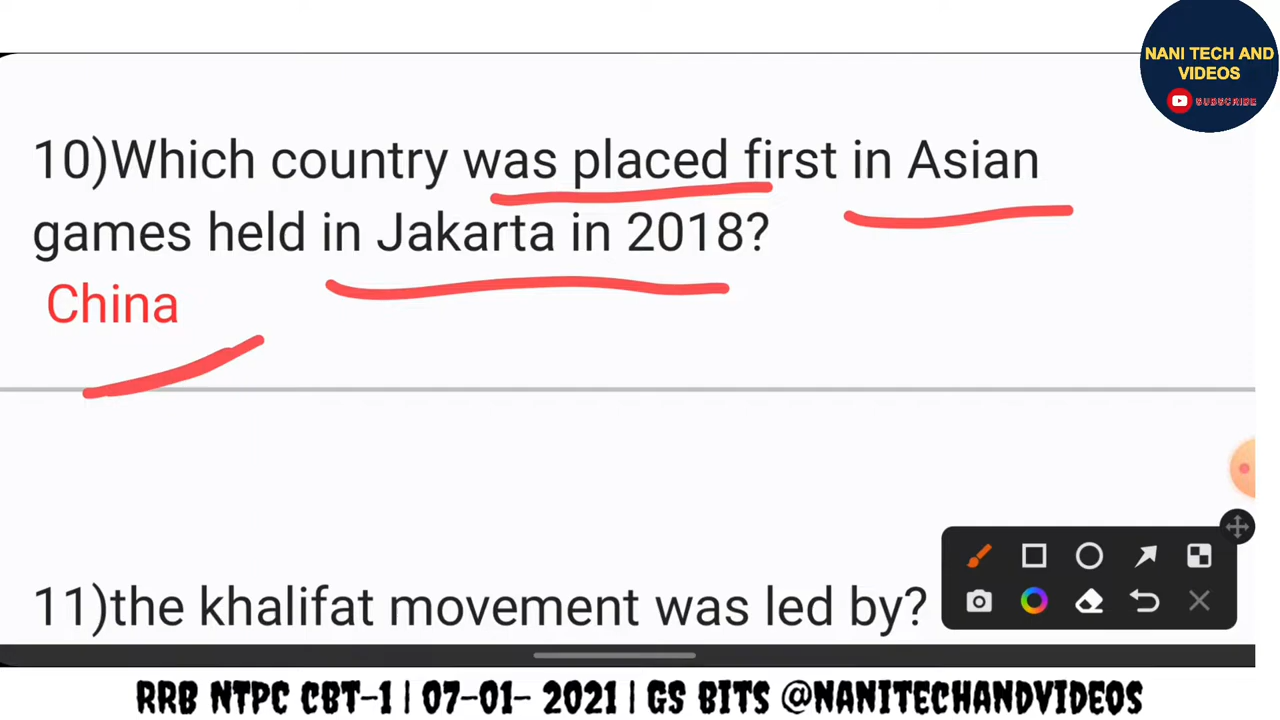 NANI TECH AND
VIDEOS
SUBSCRIBE
10)Which country was placed first in Asian
games held in Jakarta in 2018?
China
11)the khalifat movement was led by?
RRB NTPC CBT-1 | 07-01- 2021 | GS BITS @NANITECHANDVIDEOS